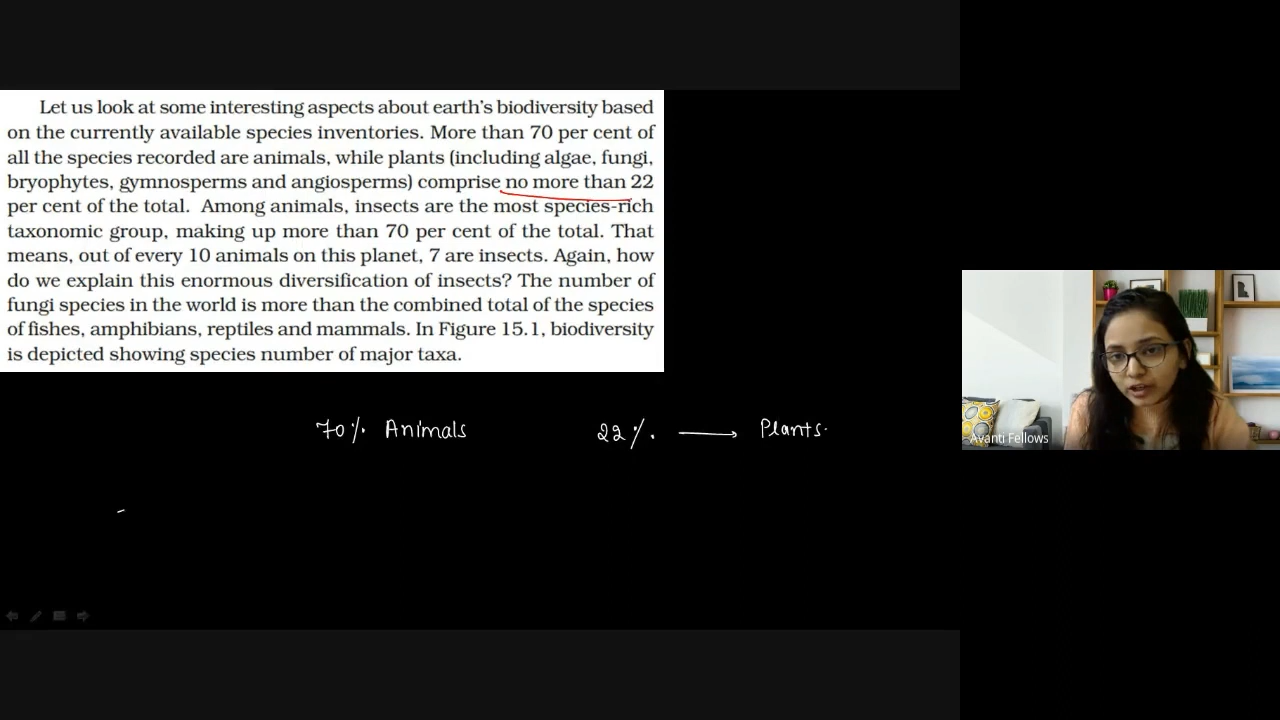 Let us look at some interesting aspects about earth's biodiversity based
on the currently available species inventories. More than 70 per cent of
all the species recorded are animals, while plants (including algae, fungi,
bryophytes, gymnosperms and angiosperms) comprise no more than 22
per cent of the total. Among animals, insects are the most species-rich
taxonomic group, making up more than 70 per cent of the total. That
means, out of every 10 animals on this planet, 7 are insects. Again, how
do we explain this enormous diversification of insects? The number of
fungi species in the world is more than the combined total of the species
of fishes, amphibians, reptiles and mammals. In Figure 15.1, biodiversity
is depicted showing species number of major taxa.
70% Animals 22% → Plants.
Avanti Fellows